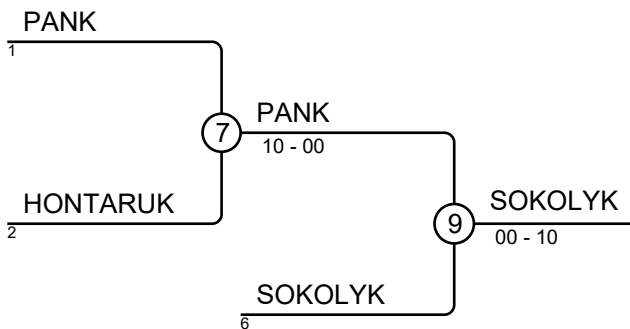 PANK
1
7
PANK
10 - 00
HONTARUK
2
9
SOKOLYK
00 - 10
SOKOLYK
6